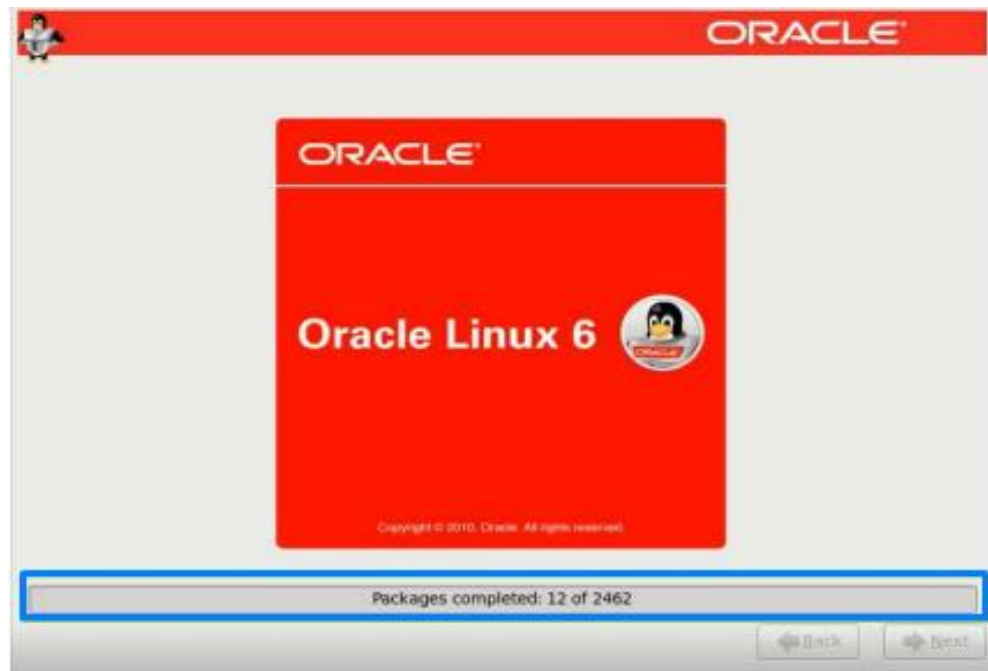 ORACLE
ORACLE
Oracle Linux 6
ORACLE
Copyright © 2010, Oracle. All rights reserved.
Packages completed: 12 of 2462
Back
Next